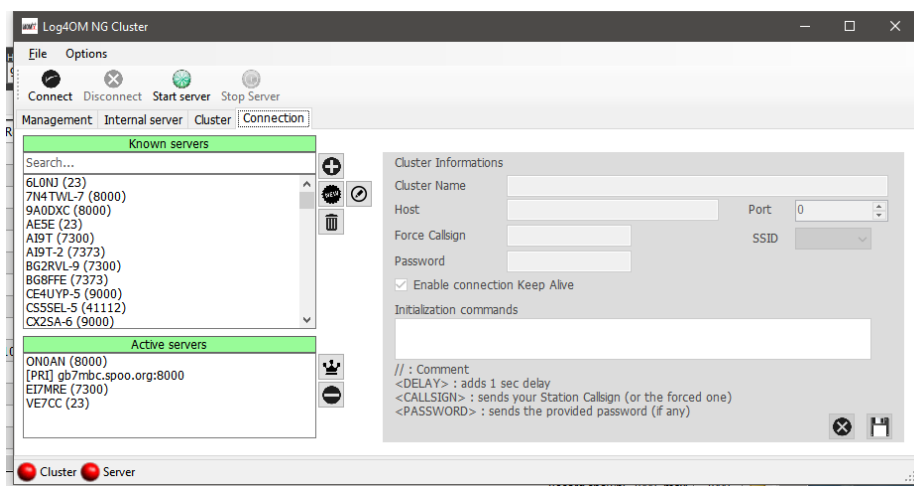 Log4OM NG Cluster
File Options
Connect Disconnect Start server Stop Server
Management Internal server Cluster Connection
Known servers
Search...
6L0NJ (23)
7N4TWL-7 (8000)
9A0DXC (8000)
AE5E (23)
AI9T (7300)
AI9T-2 (7373)
BG2RVL-9 (7300)
BG8FFE (7373)
CE4UYP-5 (9000)
CS5SEL-5 (41112)
CX2SA-6 (9000)
NEW
Active servers
ON0AN (8000)
[PRI] gb7mbc.spoo.org:8000
EI7MRE (7300)
VE7CC (23)
Cluster Informations
Cluster Name
Host Port 0
Force Callsign SSID
Password
Enable connection Keep Alive
Initialization commands
// : Comment
<DELAY> : adds 1 sec delay
<CALLSIGN> : sends your Station Callsign (or the forced one)
<PASSWORD> : sends the provided password (if any)
Cluster Server